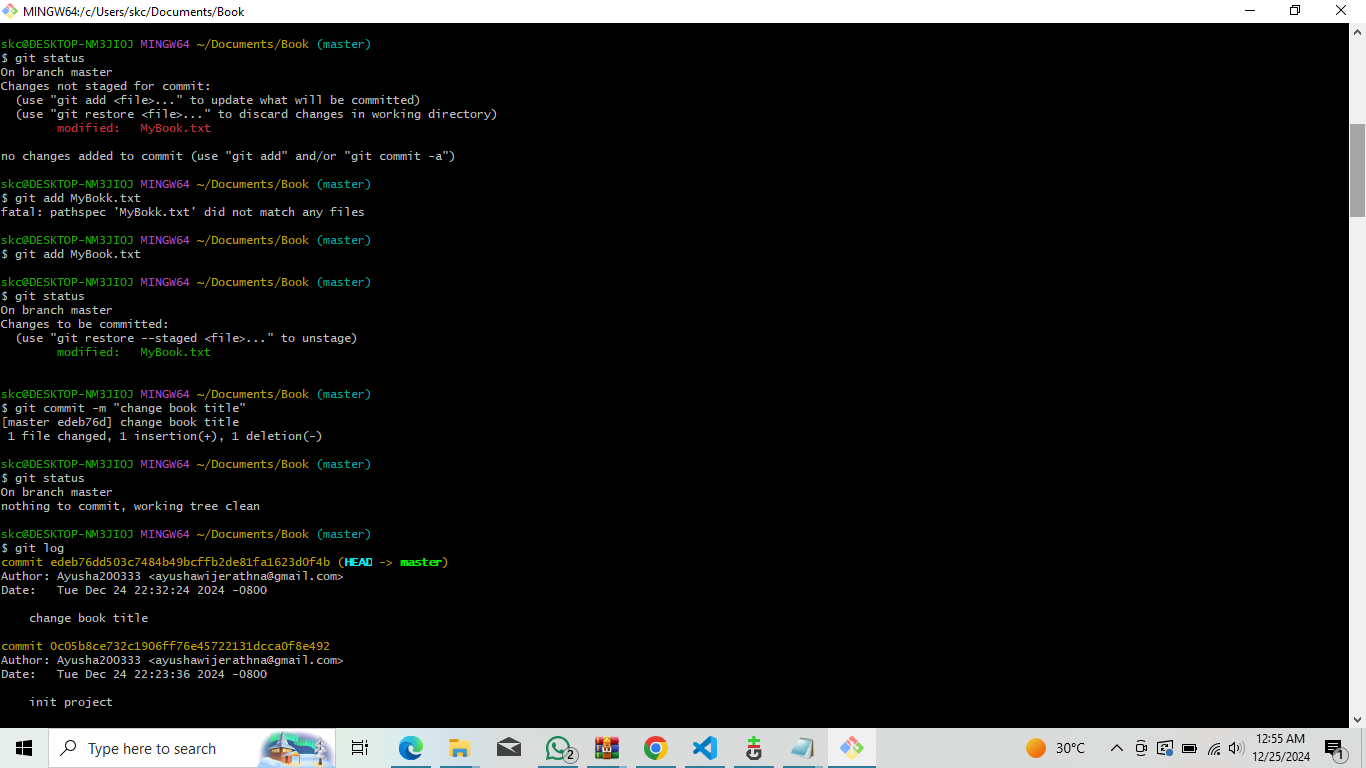 MINGW64:/c/Users/skc/Documents/Book
skc@DESKTOP-NM3JIOJ MINGW64 ~/Documents/Book (master)
$ git status
On branch master
Changes not staged for commit:
  (use "git add <file>..." to update what will be committed)
  (use "git restore <file>..." to discard changes in working directory)
        modified:   MyBook.txt
no changes added to commit (use "git add" and/or "git commit -a")
skc@DESKTOP-NM3JIOJ MINGW64 ~/Documents/Book (master)
$ git add MyBokk.txt
fatal: pathspec 'MyBokk.txt' did not match any files
skc@DESKTOP-NM3JIOJ MINGW64 ~/Documents/Book (master)
$ git add MyBook.txt
skc@DESKTOP-NM3JIOJ MINGW64 ~/Documents/Book (master)
$ git status
On branch master
Changes to be committed:
  (use "git restore --staged <file>..." to unstage)
        modified:   MyBook.txt
skc@DESKTOP-NM3JIOJ MINGW64 ~/Documents/Book (master)
$ git commit -m "change book title"
[master edeb76d] change book title
 1 file changed, 1 insertion(+), 1 deletion(-)
skc@DESKTOP-NM3JIOJ MINGW64 ~/Documents/Book (master)
$ git status
On branch master
nothing to commit, working tree clean
skc@DESKTOP-NM3JIOJ MINGW64 ~/Documents/Book (master)
$ git log
commit edeb76dd503c7484b49bcffb2de81fa1623d0f4b (HEAD -> master)
Author: Ayusha200333 <ayushawijerathna@gmail.com>
Date:   Tue Dec 24 22:32:24 2024 -0800
    change book title
commit 0c05b8ce732c1906ff76e45722131dcca0f8e492
Author: Ayusha200333 <ayushawijerathna@gmail.com>
Date:   Tue Dec 24 22:23:36 2024 -0800
    init project
Type here to search
2
30°C
12:55 AM
12/25/2024
1